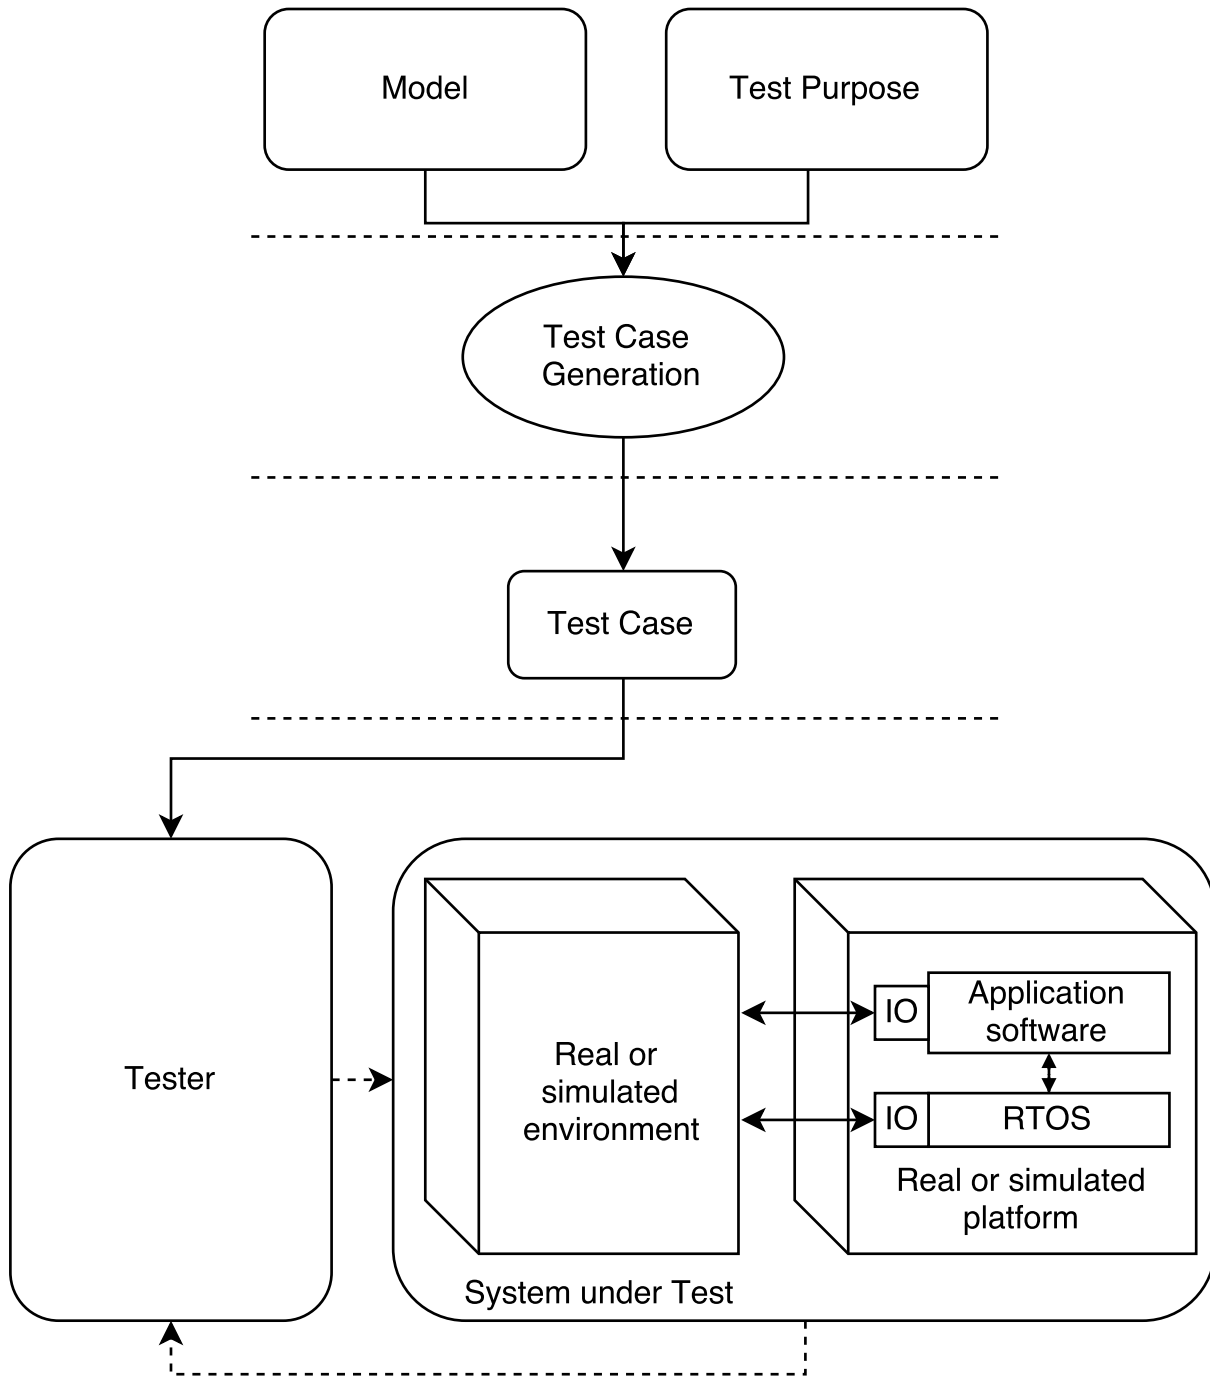 Model
Test Purpose
Test Case
Generation
Test Case
Tester
Real or
simulated
environment
IO
Application
software
IO
RTOS
Real or simulated
platform
System under Test